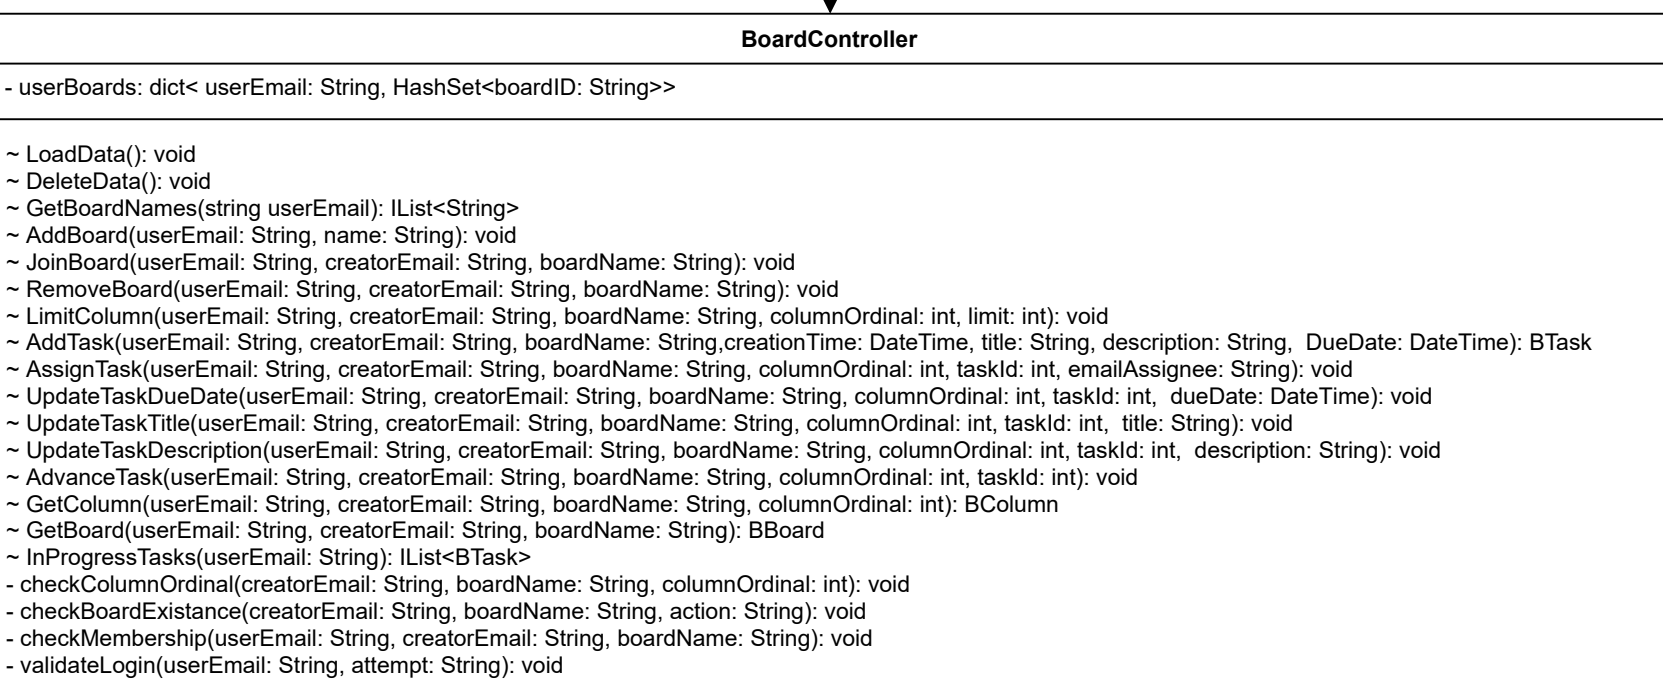 BoardController
- userBoards: dict< userEmail: String, HashSet<boardID: String>>
~ LoadData(): void
~ DeleteData(): void
~ GetBoardNames(string userEmail): IList<String>
~ AddBoard(userEmail: String, name: String): void
~ JoinBoard(userEmail: String, creatorEmail: String, boardName: String): void
~ RemoveBoard(userEmail: String, creatorEmail: String, boardName: String): void
~ LimitColumn(userEmail: String, creatorEmail: String, boardName: String, columnOrdinal: int, limit: int): void
~ AddTask(userEmail: String, creatorEmail: String, boardName: String,creationTime: DateTime, title: String, description: String,  DueDate: DateTime): BTask
~ AssignTask(userEmail: String, creatorEmail: String, boardName: String, columnOrdinal: int, taskId: int, emailAssignee: String): void
~ UpdateTaskDueDate(userEmail: String, creatorEmail: String, boardName: String, columnOrdinal: int, taskId: int,  dueDate: DateTime): void
~ UpdateTaskTitle(userEmail: String, creatorEmail: String, boardName: String, columnOrdinal: int, taskId: int,  title: String): void
~ UpdateTaskDescription(userEmail: String, creatorEmail: String, boardName: String, columnOrdinal: int, taskId: int,  description: String): void
~ AdvanceTask(userEmail: String, creatorEmail: String, boardName: String, columnOrdinal: int, taskId: int): void
~ GetColumn(userEmail: String, creatorEmail: String, boardName: String, columnOrdinal: int): BColumn
~ GetBoard(userEmail: String, creatorEmail: String, boardName: String): BBoard
~ InProgressTasks(userEmail: String): IList<BTask>
- checkColumnOrdinal(creatorEmail: String, boardName: String, columnOrdinal: int): void
- checkBoardExistance(creatorEmail: String, boardName: String, action: String): void
- checkMembership(userEmail: String, creatorEmail: String, boardName: String): void
- validateLogin(userEmail: String, attempt: String): void